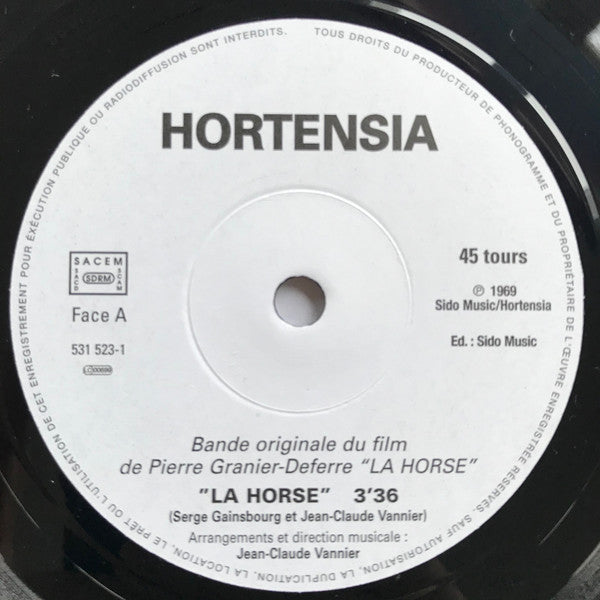 TOUS DROITS DU PRODUCTEUR DE PHONOGRAMME ET DU PROPRIÉTAIRE DE L'ŒUVRE ENREGISTRÉE RÉSERVÉS. SAUF AUTORISATION, LA DUPLICATION, LA LOCATION, LE PRÊT OU L'UTILISATION DE CET ENREGISTREMENT POUR EXÉCUTION PUBLIQUE OU RADIODIFFUSION SONT INTERDITS.
HORTENSIA
SACEM
SACD SDRM SCAM
Face A
531 523-1
LC00699
45 tours
℗ 1969
Sido Music/Hortensia
Ed. : Sido Music
Bande originale du film
de Pierre Granier-Deferre “LA HORSE”
"LA HORSE" 3'36
(Serge Gainsbourg et Jean-Claude Vannier)
Arrangements et direction musicale :
Jean-Claude Vannier